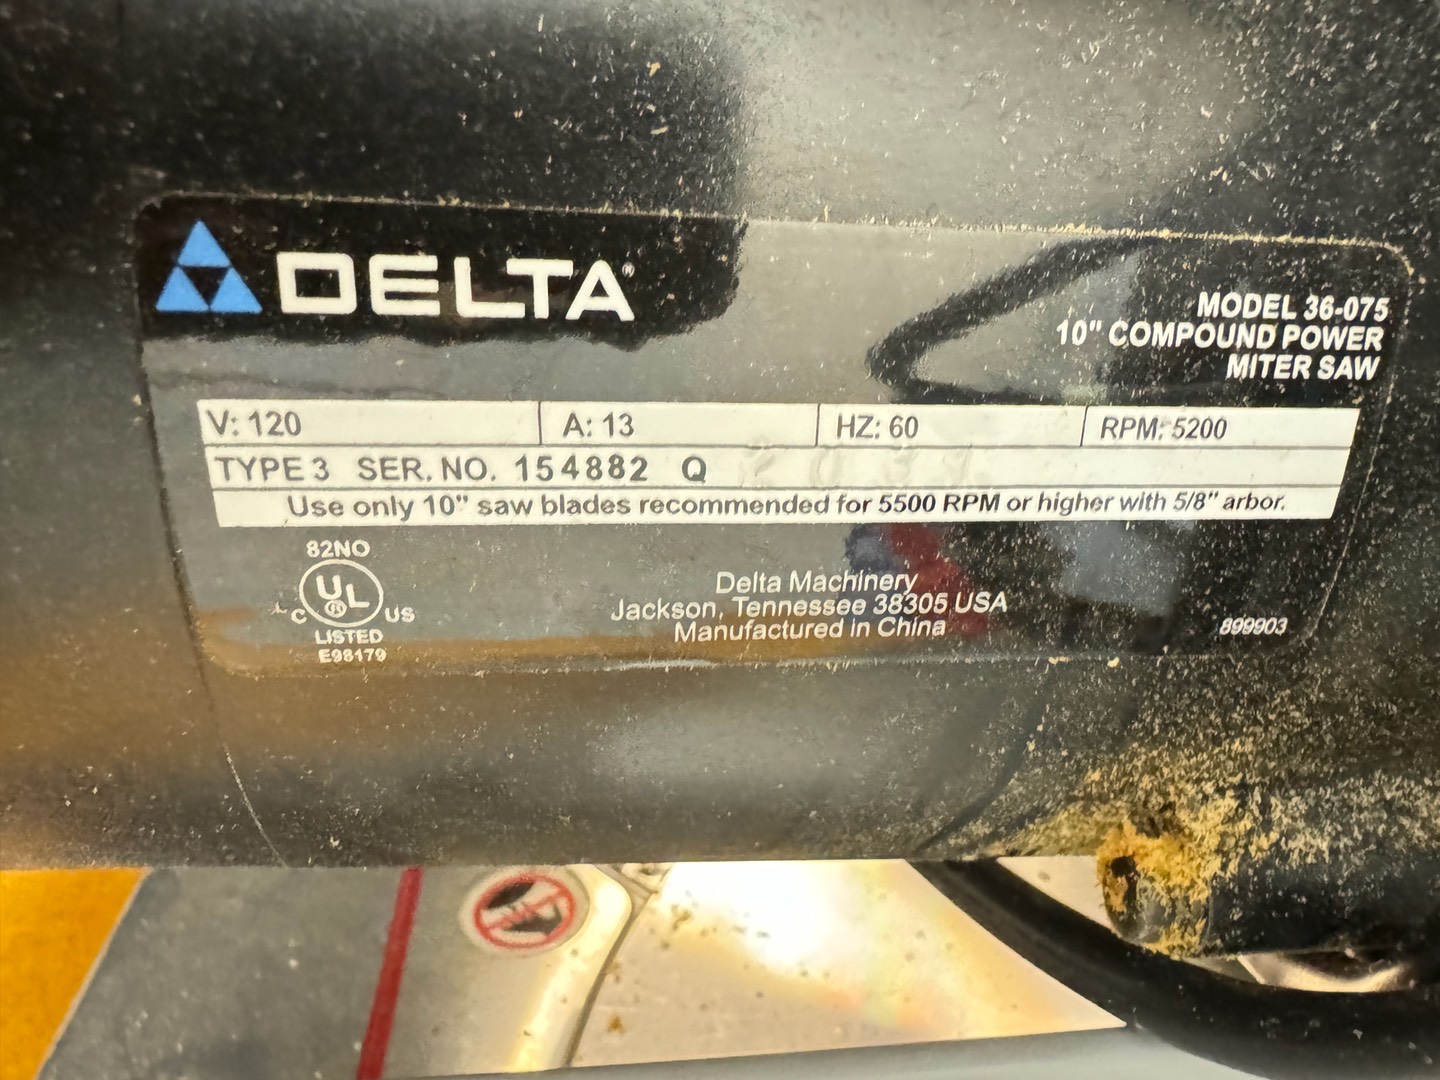 DELTA®
MODEL 36-075
10" COMPOUND POWER
MITER SAW
V: 120 A: 13 HZ: 60 RPM: 5200
TYPE 3 SER. NO. 154882 Q
Use only 10" saw blades recommended for 5500 RPM or higher with 5/8" arbor.
82NO
C UL® US
LISTED
E98179
Delta Machinery
Jackson, Tennessee 38305 USA
Manufactured in China
899903